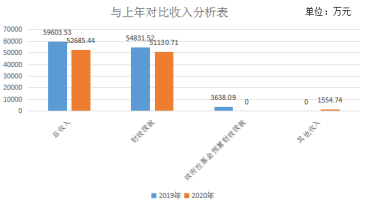 与上年对比收入分析表
单位：万元
70000
60000
50000
40000
30000
20000
10000
0
59603.53
52685.44
54831.52
51130.71
3638.09
0
0
1554.74
总收入
财政拨款
政府性基金预算财政拨款
其他收入
2019年 2020年